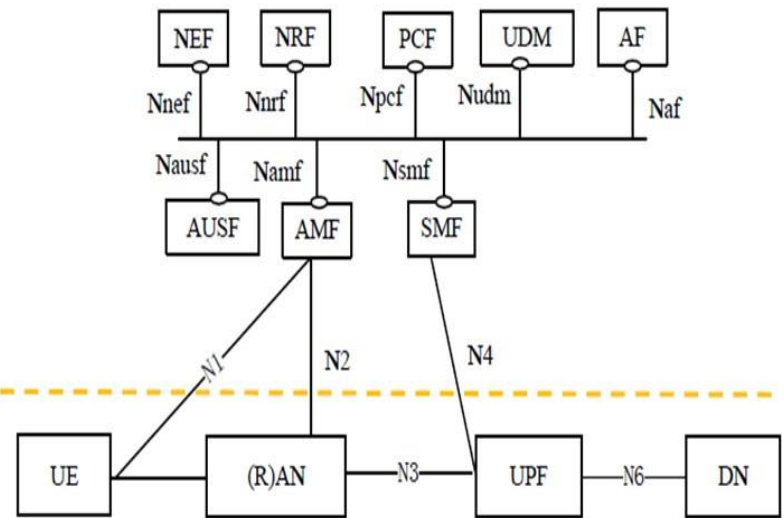 NEF NRF PCF UDM AF
Nnef Nnrf Npcf Nudm Naf
Nausf Namf Nsmf
AUSF AMF SMF
N1 N2 N4
UE (R)AN N3 UPF N6 DN